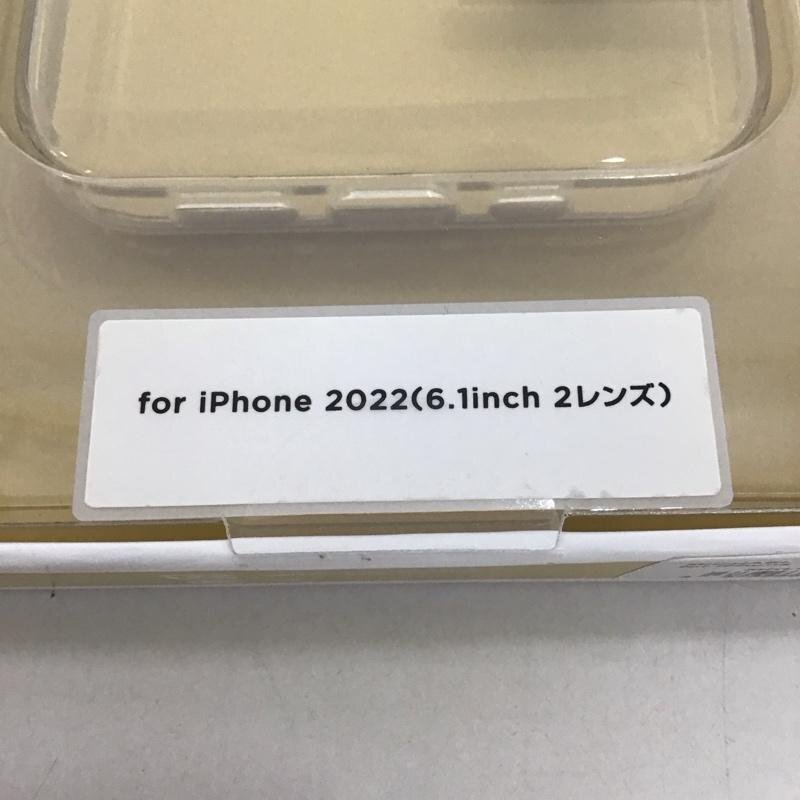 for iPhone 2022(6.1inch 2レンズ)